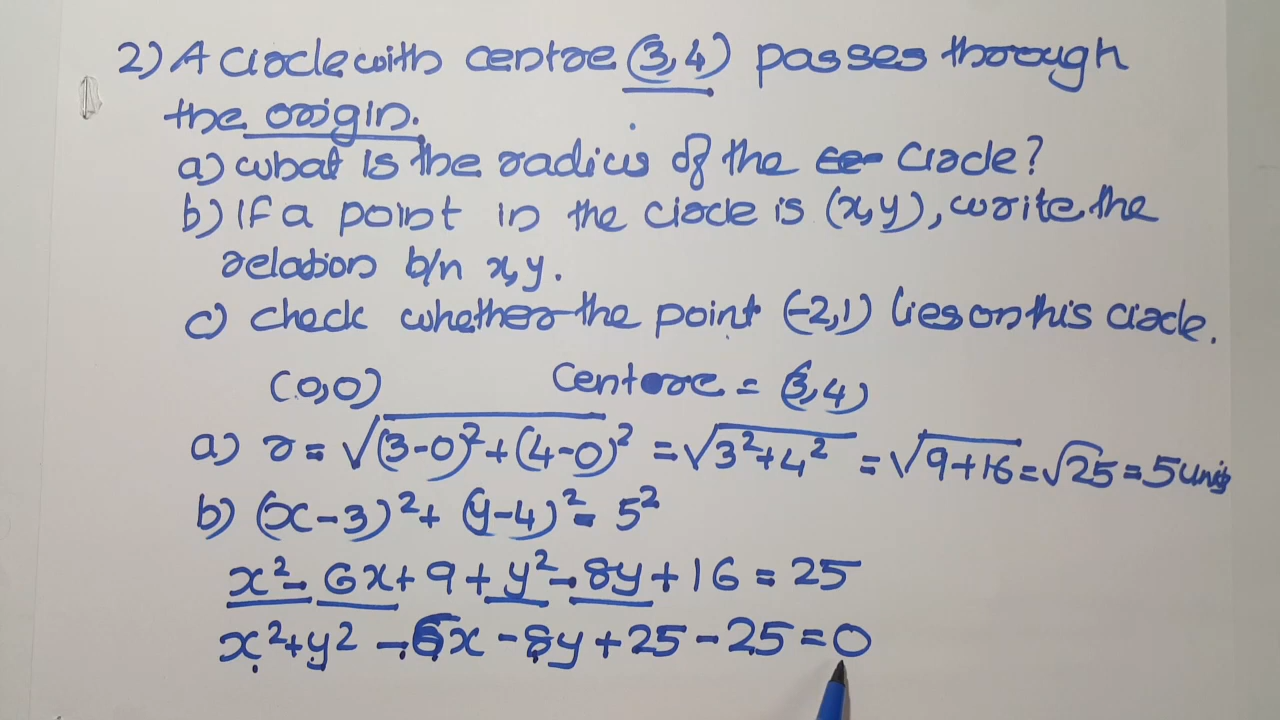 2) A circle with centre (3,4) passes through
the origin.
a) what is the radius of the circle?
b) If a point in the circle is (x,y), write the
relation b/n x,y.
c) check whether the point (-2,1) lies on this circle.
(0,0) Centore = (3,4)
a) r = √(3-0)²+(4-0)² = √3²+4² = √9+16 = √25 = 5 units
b) (x-3)²+(y-4)² = 5²
x²-6x+9+y²-8y+16 = 25
x²+y²-6x-8y+25-25 = 0